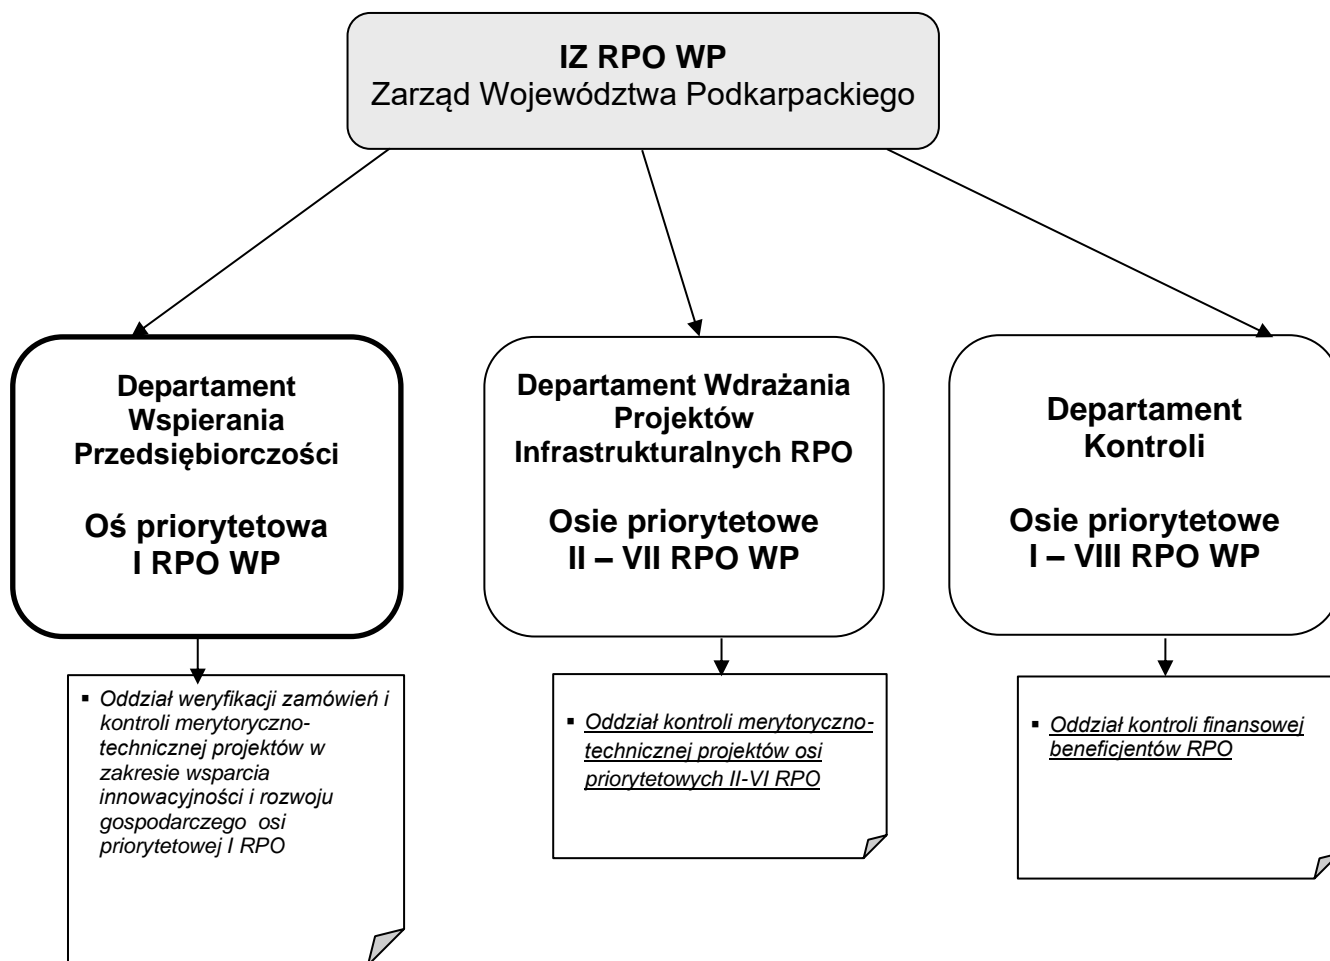 IZ RPO WP
Zarząd Województwa Podkarpackiego
Departament
Wspierania
Przedsiębiorczości
Oś priorytetowa
I RPO WP
Departament Wdrażania
Projektów
Infrastrukturalnych RPO
Osie priorytetowe
II – VII RPO WP
Departament
Kontroli
Osie priorytetowe
I – VIII RPO WP
▪ Oddział weryfikacji zamówień i
kontroli merytoryczno-
technicznej projektów w
zakresie wsparcia
innowacyjności i rozwoju
gospodarczego osi
priorytetowej I RPO
▪ Oddział kontroli merytoryczno-
technicznej projektów osi
priorytetowych II-VI RPO
▪ Oddział kontroli finansowej
beneficjentów RPO